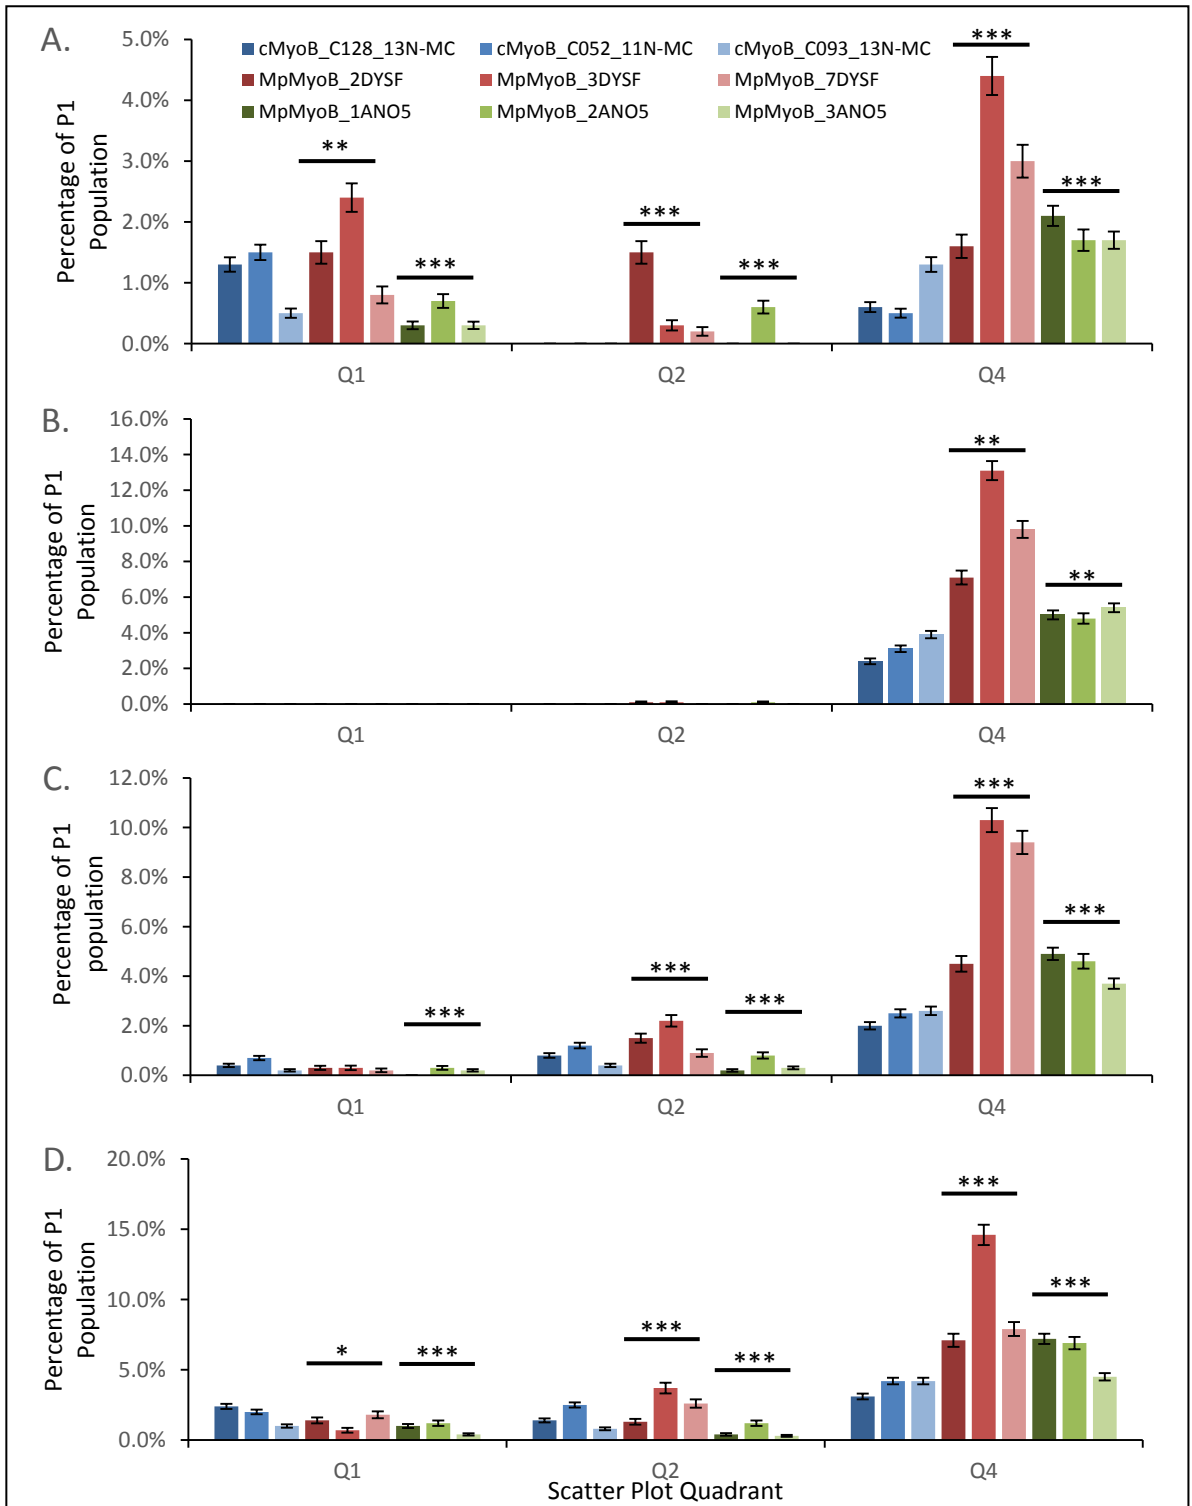 A.
5.0%
4.0%
3.0%
2.0%
1.0%
0.0%
Percentage of P1
Population
cMyoB_C128_13N-MC cMyoB_C052_11N-MC cMyoB_C093_13N-MC
MpMyoB_2DYSF MpMyoB_3DYSF MpMyoB_7DYSF
MpMyoB_1ANO5 MpMyoB_2ANO5 MpMyoB_3ANO5
** *** *** *** *** ***
Q1 Q2 Q4
B.
16.0%
14.0%
12.0%
10.0%
8.0%
6.0%
4.0%
2.0%
0.0%
Percentage of P1
Population
** **
Q1 Q2 Q4
C.
12.0%
10.0%
8.0%
6.0%
4.0%
2.0%
0.0%
Percentage of P1
population
*** *** *** *** ***
Q1 Q2 Q4
D.
20.0%
15.0%
10.0%
5.0%
0.0%
Percentage of P1
Population
* *** *** *** *** ***
Q1 Q2 Q4
Scatter Plot Quadrant